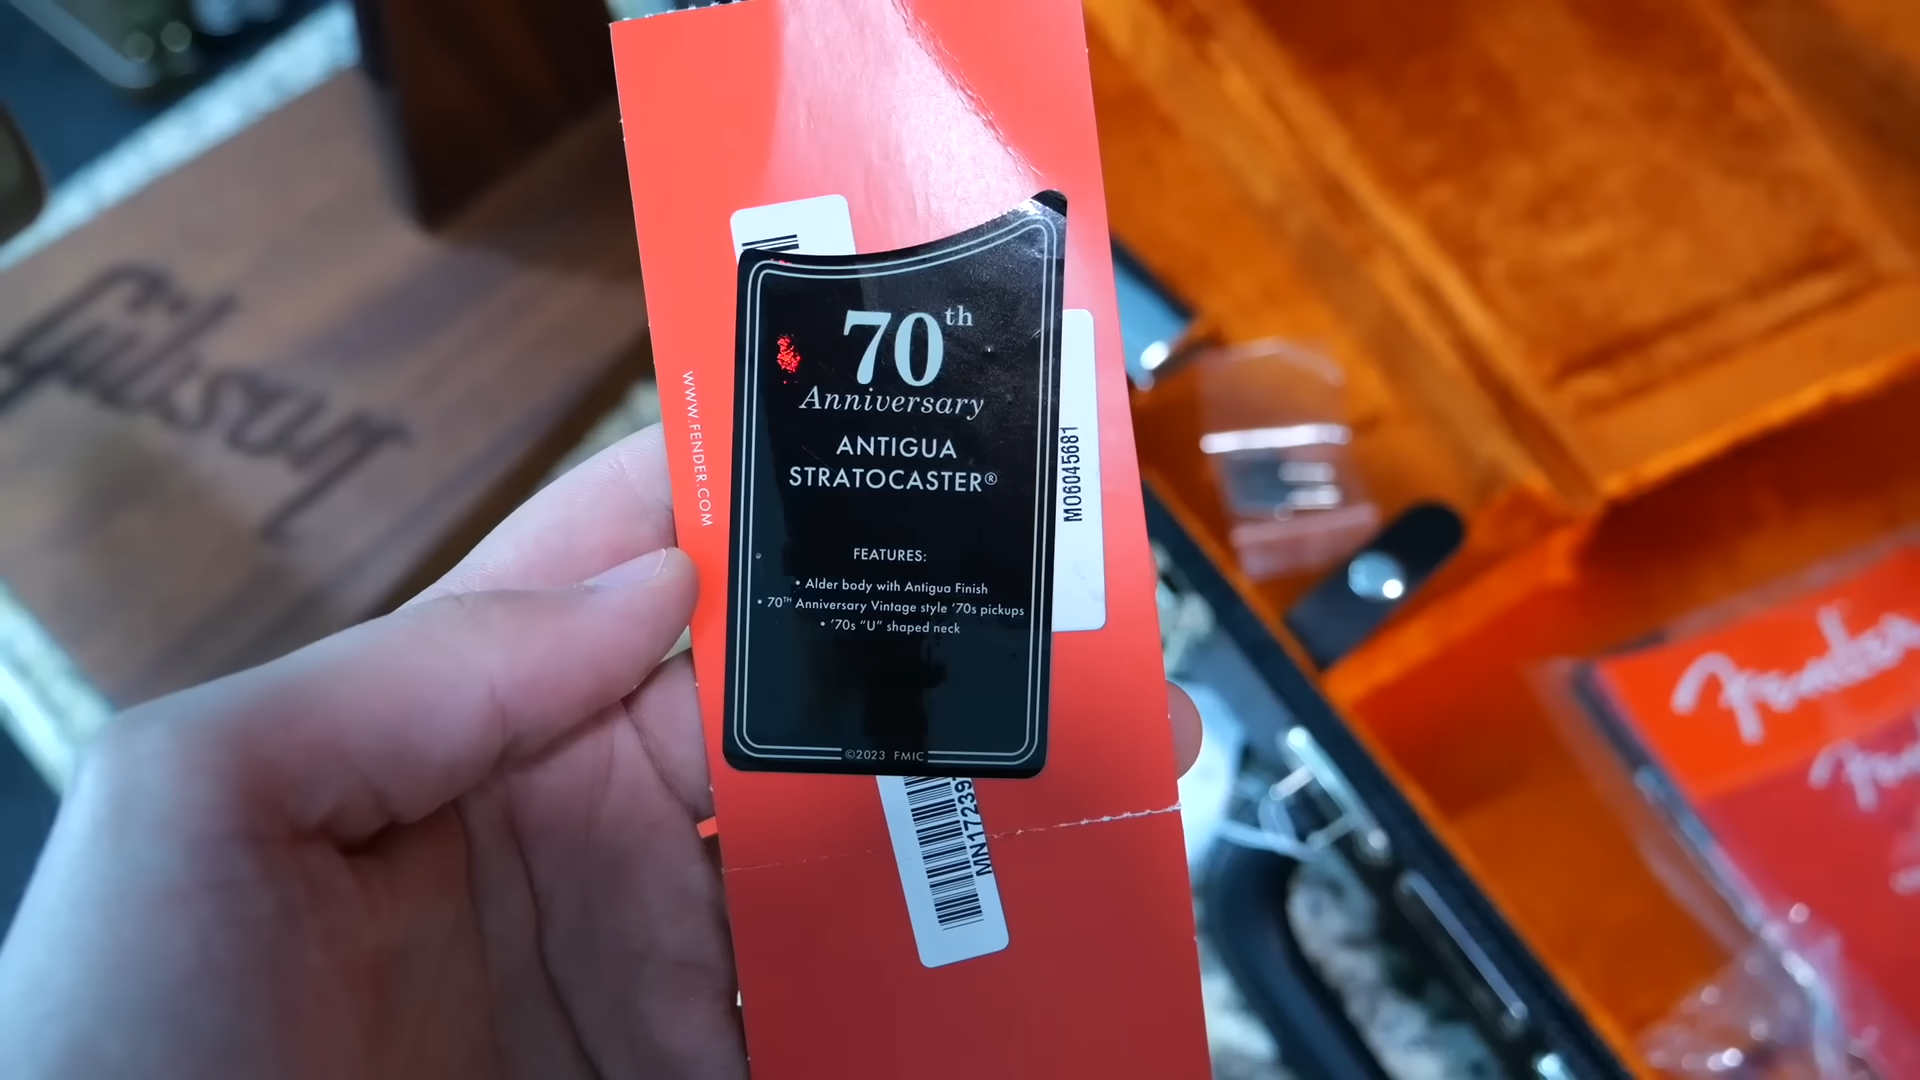 Gibson
WWW.FENDER.COM
70th
Anniversary
ANTIGUA
STRATOCASTER®
FEATURES:
• Alder body with Antigua Finish
• 70TH Anniversary Vintage style '70s pickups
• '70s "U" shaped neck
©2023 FMIC
MO6045681
MN17239
Fender